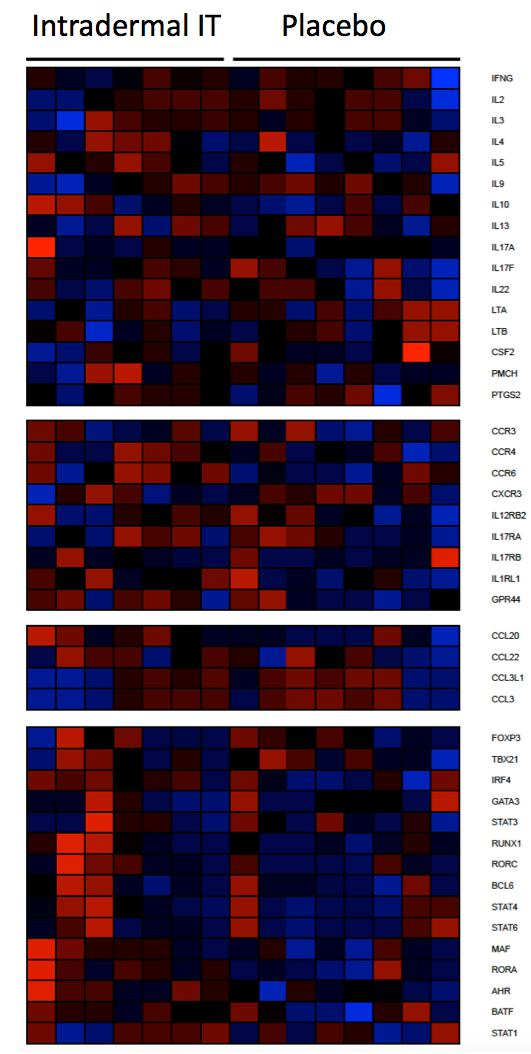 Intradermal IT Placebo
IFNG
IL2
IL3
IL4
IL5
IL9
IL10
IL13
IL17A
IL17F
IL22
LTA
LTB
CSF2
PMCH
PTGS2
CCR3
CCR4
CCR6
CXCR3
IL12RB2
IL17RA
IL17RB
IL1RL1
GPR44
CCL20
CCL22
CCL3L1
CCL3
FOXP3
TBX21
IRF4
GATA3
STAT3
RUNX1
RORC
BCL6
STAT4
STAT6
MAF
RORA
AHR
BATF
STAT1